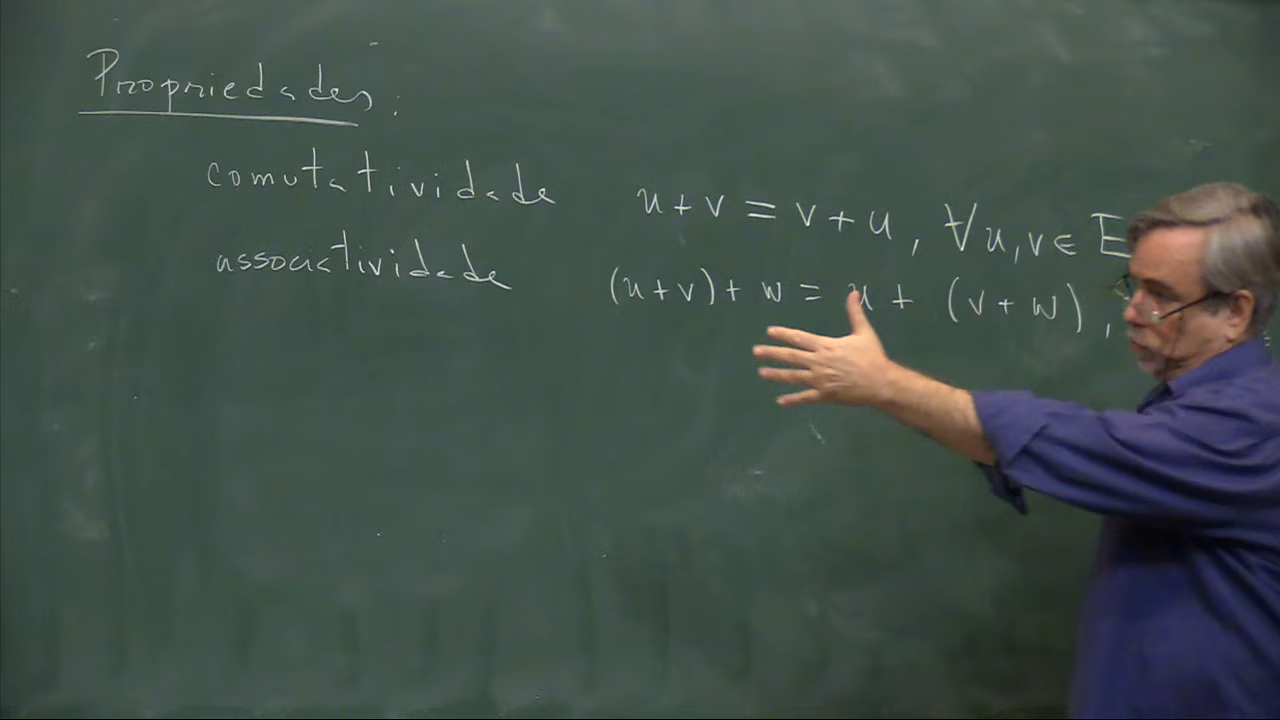 Propriedades:
comutatividade u+v = v+u, ∀u,v ∈ E
associatividade (u+v)+ w = u + (v + w),